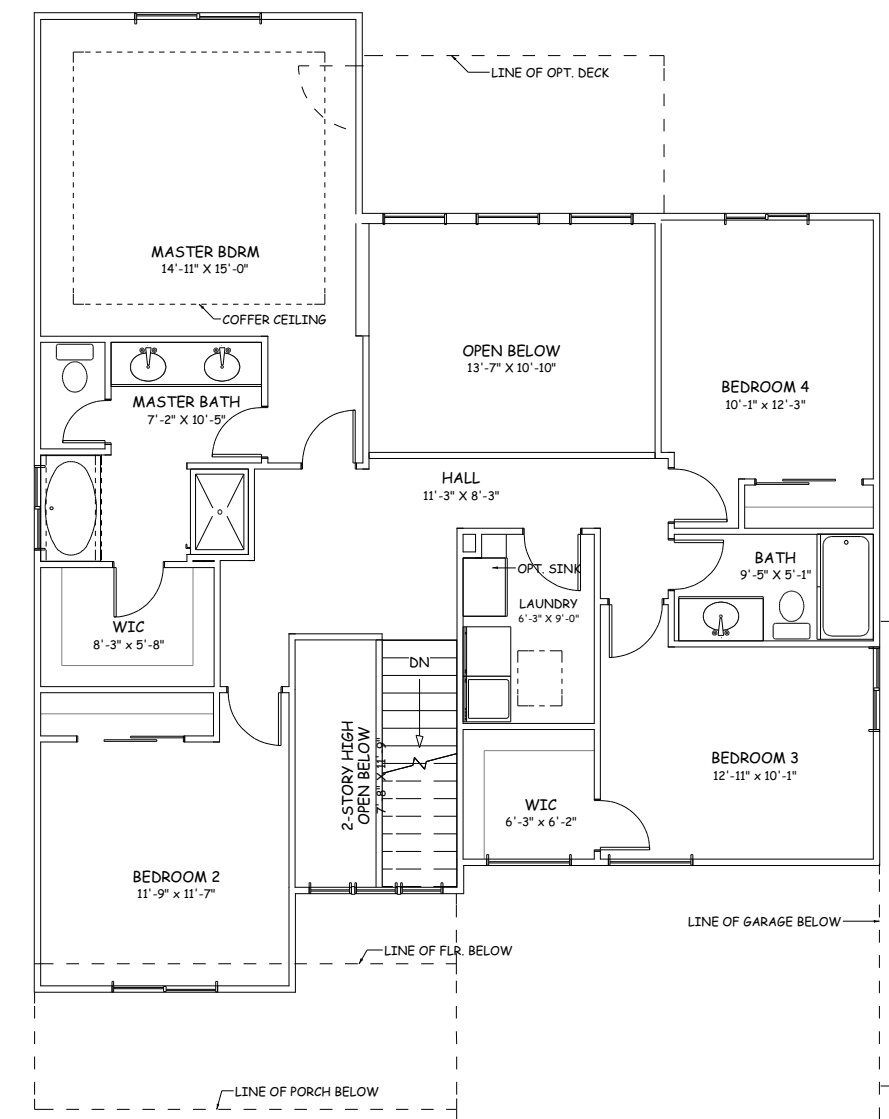 LINE OF OPT. DECK
MASTER BDRM
14'-11" X 15'-0"
COFFER CEILING
OPEN BELOW
13'-7" X 10'-10"
BEDROOM 4
10'-1" x 12'-3"
MASTER BATH
7'-2" X 10'-5"
HALL
11'-3" X 8'-3"
OPT. SINK
BATH
9'-5" X 5'-1"
LAUNDRY
6'-3" X 9'-0"
WIC
8'-3" x 5'-8"
DN
2-STORY HIGH
OPEN BELOW
7'-8" X 11'-9"
BEDROOM 3
12'-11" x 10'-1"
WIC
6'-3" x 6'-2"
BEDROOM 2
11'-9" x 11'-7"
LINE OF GARAGE BELOW
LINE OF FLR. BELOW
LINE OF PORCH BELOW